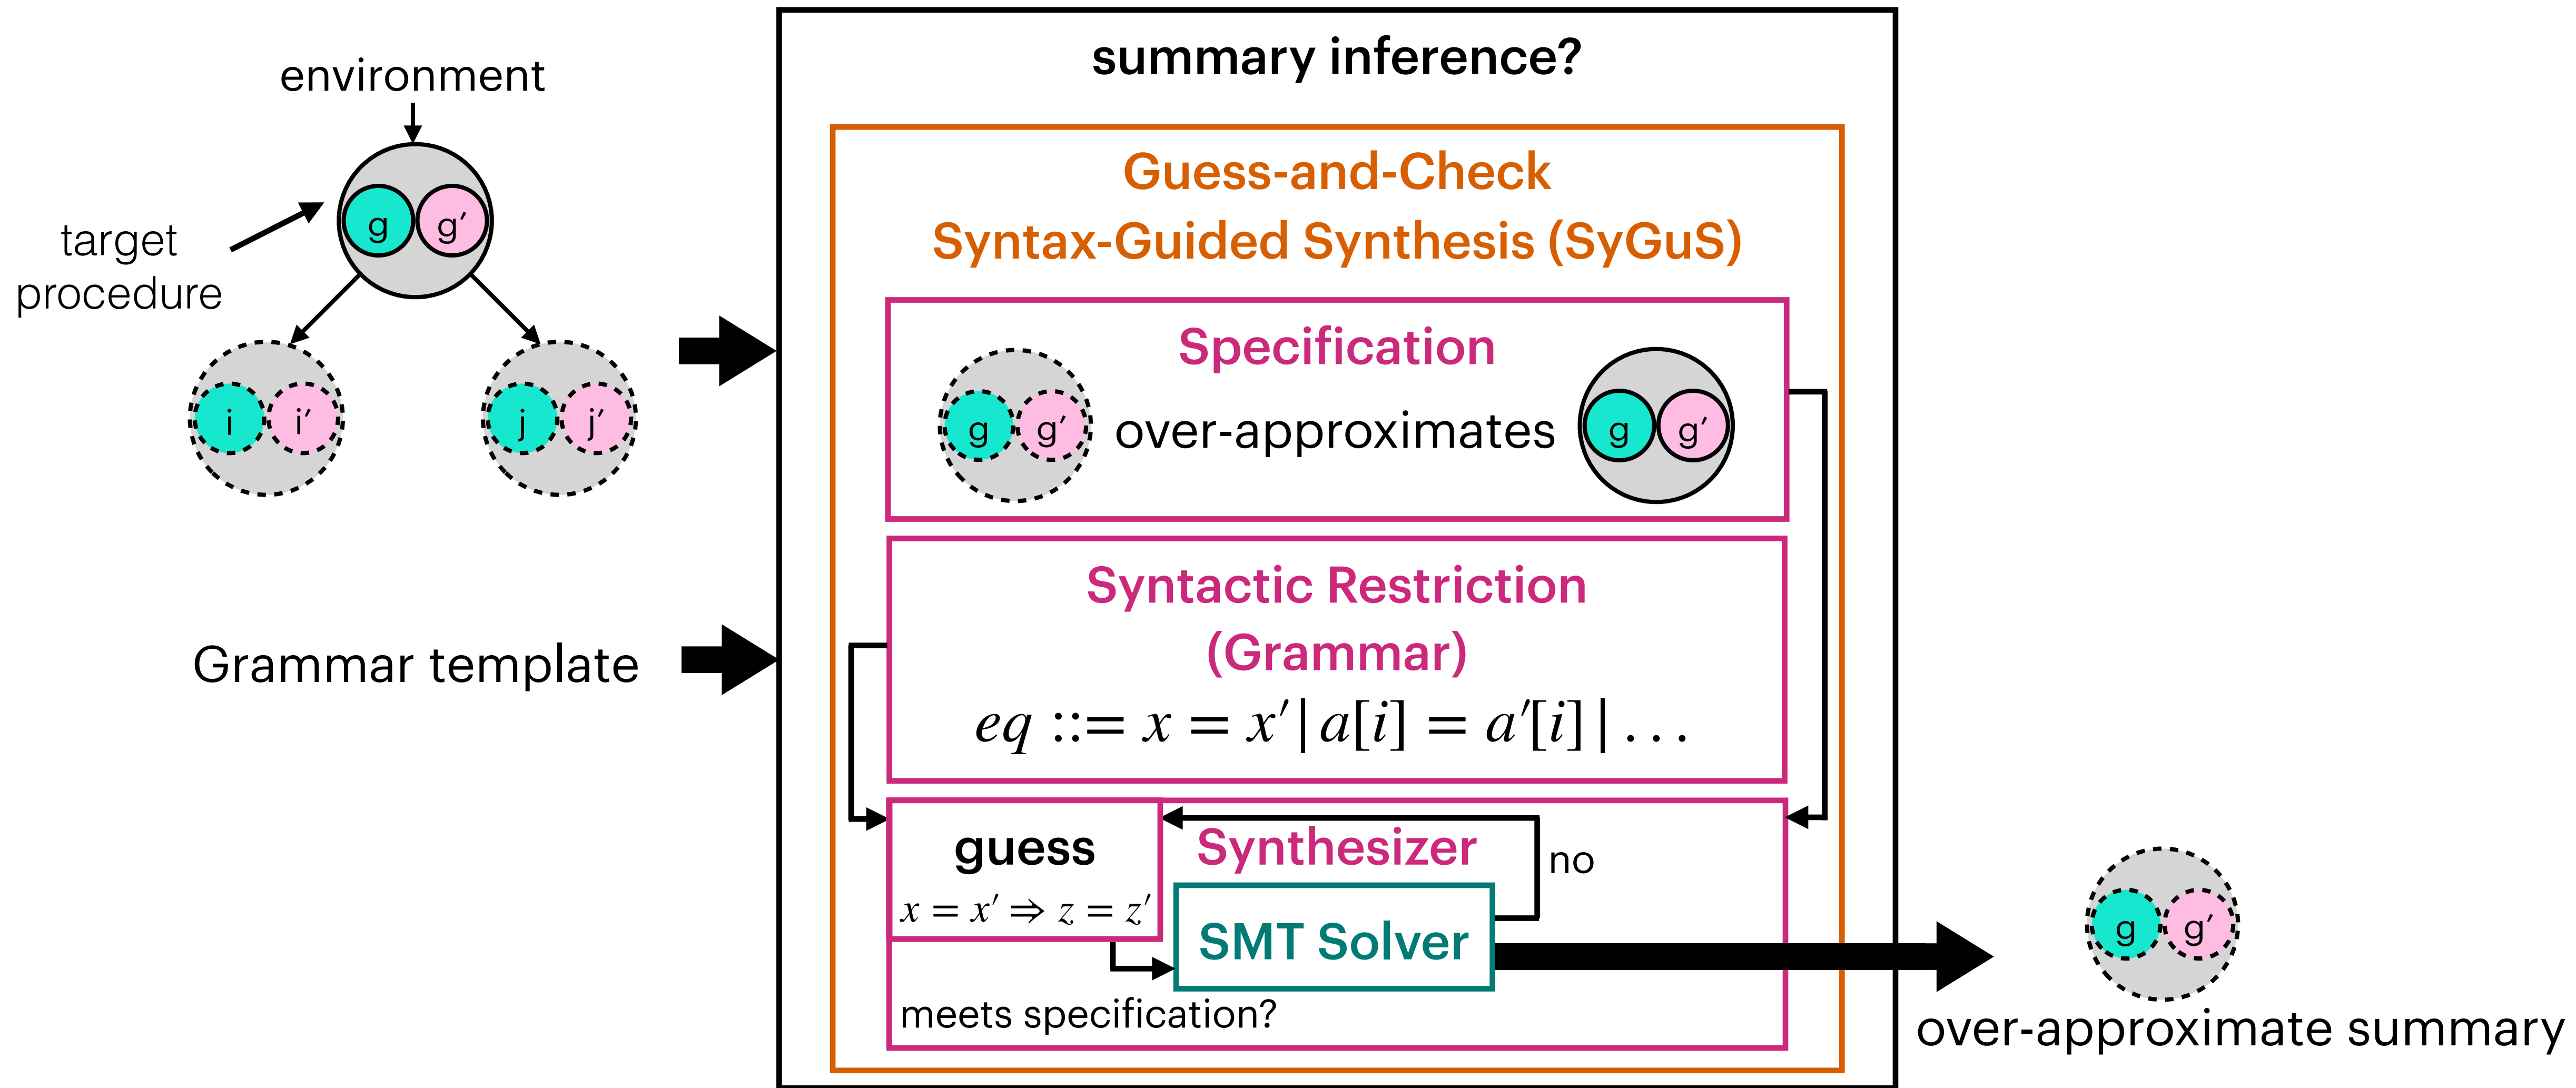 environment
target
procedure
g g′
i i′
j j′
Grammar template
summary inference?
Guess-and-Check
Syntax-Guided Synthesis (SyGuS)
Specification
g g′ over-approximates g g′
Syntactic Restriction
(Grammar)
eq ::= x = x′ | a[i] = a′[i] | . . .
guess
x = x′ ⇒ z = z′
Synthesizer
no
SMT Solver
meets specification?
g g′
over-approximate summary